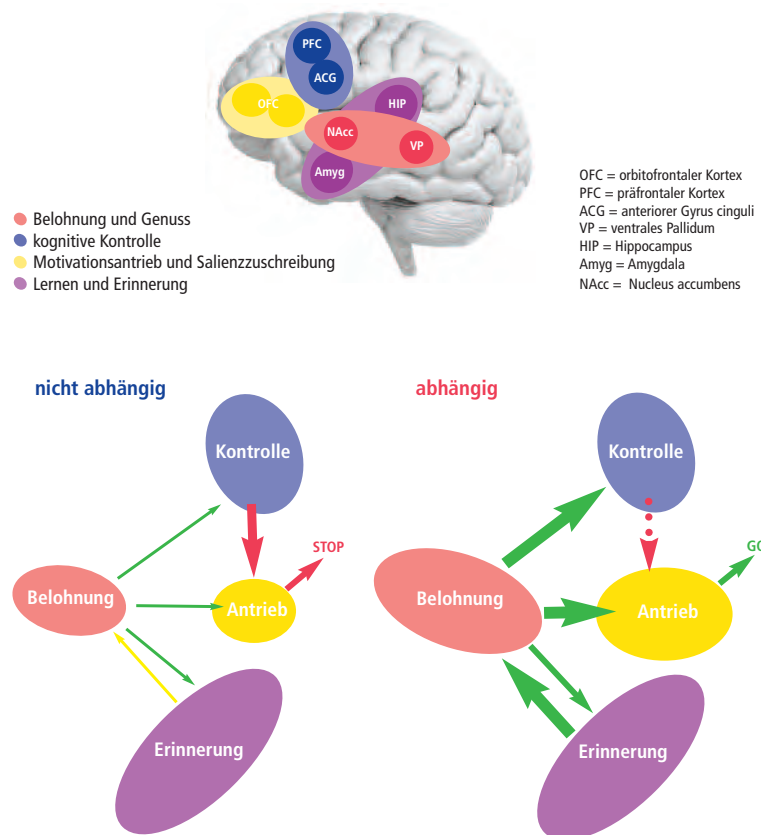 PFC
ACG
OFC
HIP
NAcc
VP
Amyg
OFC = orbitofrontaler Kortex
PFC = präfrontaler Kortex
ACG = anteriorer Gyrus cinguli
VP = ventrales Pallidum
HIP = Hippocampus
Amyg = Amygdala
NAcc = Nucleus accumbens
Belohnung und Genuss
kognitive Kontrolle
Motivationsantrieb und Salienzzuschreibung
Lernen und Erinnerung
nicht abhängig
Kontrolle
STOP
Belohnung
Antrieb
Erinnerung
abhängig
Kontrolle
GO
Belohnung
Antrieb
Erinnerung